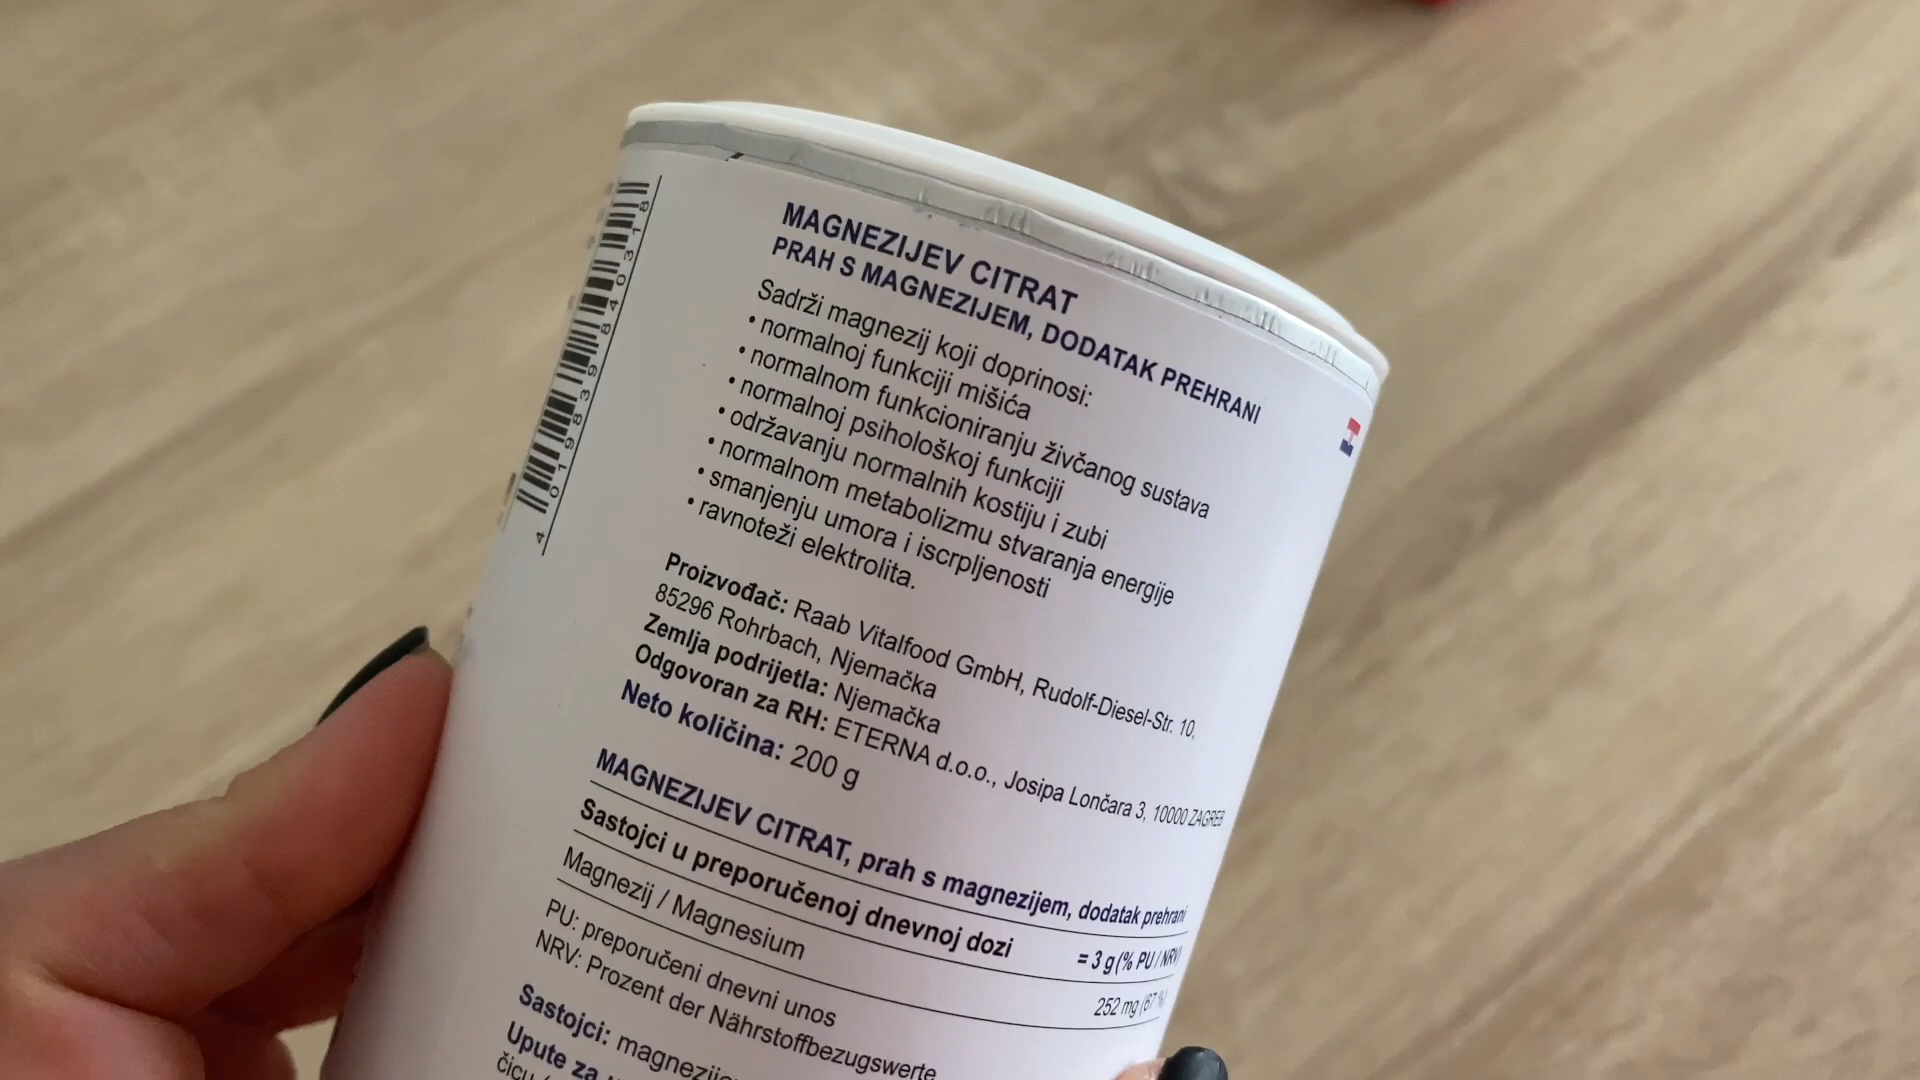 MAGNEZIJEV CITRAT
PRAH S MAGNEZIJEM, DODATAK PREHRANI
Sadrži magnezij koji doprinosi:
• normalnoj funkciji mišića
• normalnom funkcioniranju živčanog sustava
• normalnoj psihološkoj funkciji
• održavanju normalnih kostiju i zubi
• normalnom metabolizmu stvaranja energije
• smanjenju umora i iscrpljenosti
• ravnoteži elektrolita.
Proizvođač: Raab Vitalfood GmbH, Rudolf-Diesel-Str. 10,
85296 Rohrbach, Njemačka
Zemlja podrijetla: Njemačka
Odgovoran za RH: ETERNA d.o.o., Josipa Lončara 3, 10000 ZAGREB
Neto količina: 200 g
MAGNEZIJEV CITRAT, prah s magnezijem, dodatak prehrani
Sastojci u preporučenoj dnevnoj dozi = 3 g (% PU / NRV)
Magnezij / Magnesium 252 mg (67 %)
PU: preporučeni dnevni unos
NRV: Prozent der Nährstoffbezugswerte
Sastojci:
Upute za
4 019839 840318